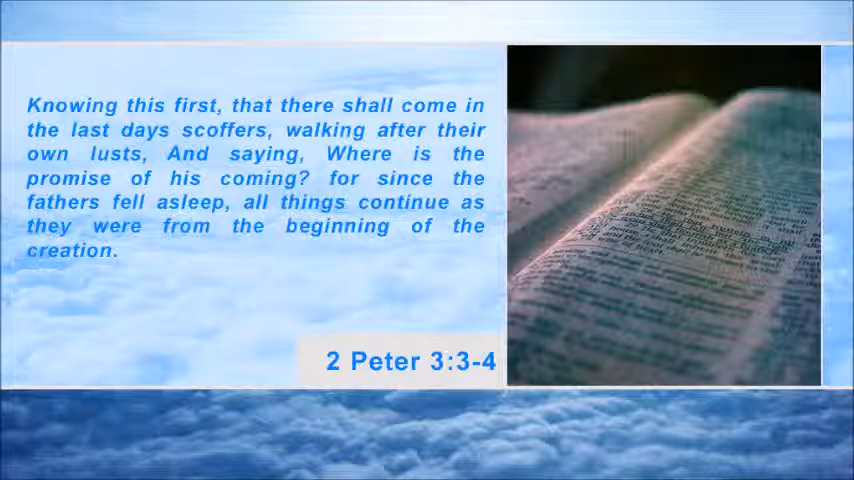 Knowing this first, that there shall come in
the last days scoffers, walking after their
own lusts, And saying, Where is the
promise of his coming? for since the
fathers fell asleep, all things continue as
they were from the beginning of the
creation.
2 Peter 3:3-4